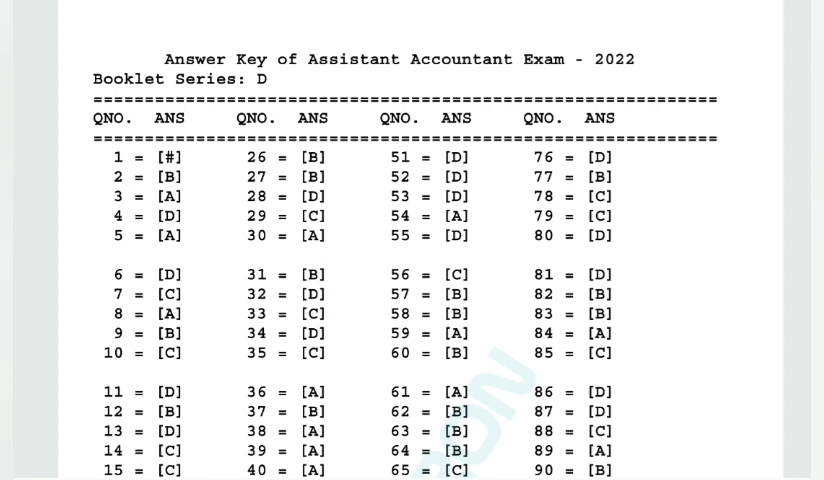 Answer Key of Assistant Accountant Exam - 2022
Booklet Series: D
==============================================================
QNO. ANS QNO. ANS QNO. ANS QNO. ANS
==============================================================
1 = [#] 26 = [B] 51 = [D] 76 = [D]
2 = [B] 27 = [B] 52 = [D] 77 = [B]
3 = [A] 28 = [D] 53 = [D] 78 = [C]
4 = [D] 29 = [C] 54 = [A] 79 = [C]
5 = [A] 30 = [A] 55 = [D] 80 = [D]
6 = [D] 31 = [B] 56 = [C] 81 = [D]
7 = [C] 32 = [D] 57 = [B] 82 = [B]
8 = [A] 33 = [C] 58 = [B] 83 = [B]
9 = [B] 34 = [D] 59 = [A] 84 = [A]
10 = [C] 35 = [C] 60 = [B] 85 = [C]
11 = [D] 36 = [A] 61 = [A] 86 = [D]
12 = [B] 37 = [B] 62 = [B] 87 = [D]
13 = [D] 38 = [A] 63 = [B] 88 = [C]
14 = [C] 39 = [A] 64 = [B] 89 = [A]
15 = [C] 40 = [A] 65 = [C] 90 = [B]